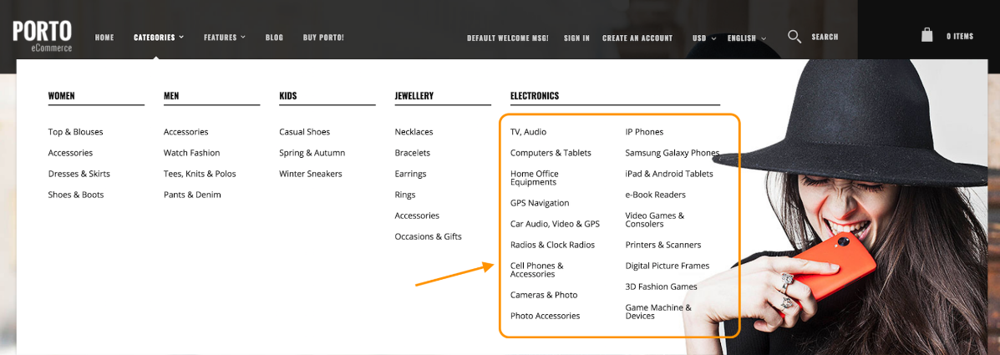 PORTO
eCommerce
HOME
CATEGORIES
FEATURES
BLOG
BUY PORTO!
DEFAULT WELCOME MSG!
SIGN IN
CREATE AN ACCOUNT
USD
ENGLISH
SEARCH
0 ITEMS
WOMEN
Top & Blouses
Accessories
Dresses & Skirts
Shoes & Boots
MEN
Accessories
Watch Fashion
Tees, Knits & Polos
Pants & Denim
KIDS
Casual Shoes
Spring & Autumn
Winter Sneakers
JEWELLERY
Necklaces
Bracelets
Earrings
Rings
Accessories
Occasions & Gifts
ELECTRONICS
TV, Audio
Computers & Tablets
Home Office
Equipments
GPS Navigation
Car Audio, Video & GPS
Radios & Clock Radios
Cell Phones &
Accessories
Cameras & Photo
Photo Accessories
IP Phones
Samsung Galaxy Phones
iPad & Android Tablets
e-Book Readers
Video Games &
Consolers
Printers & Scanners
Digital Picture Frames
3D Fashion Games
Game Machine &
Devices